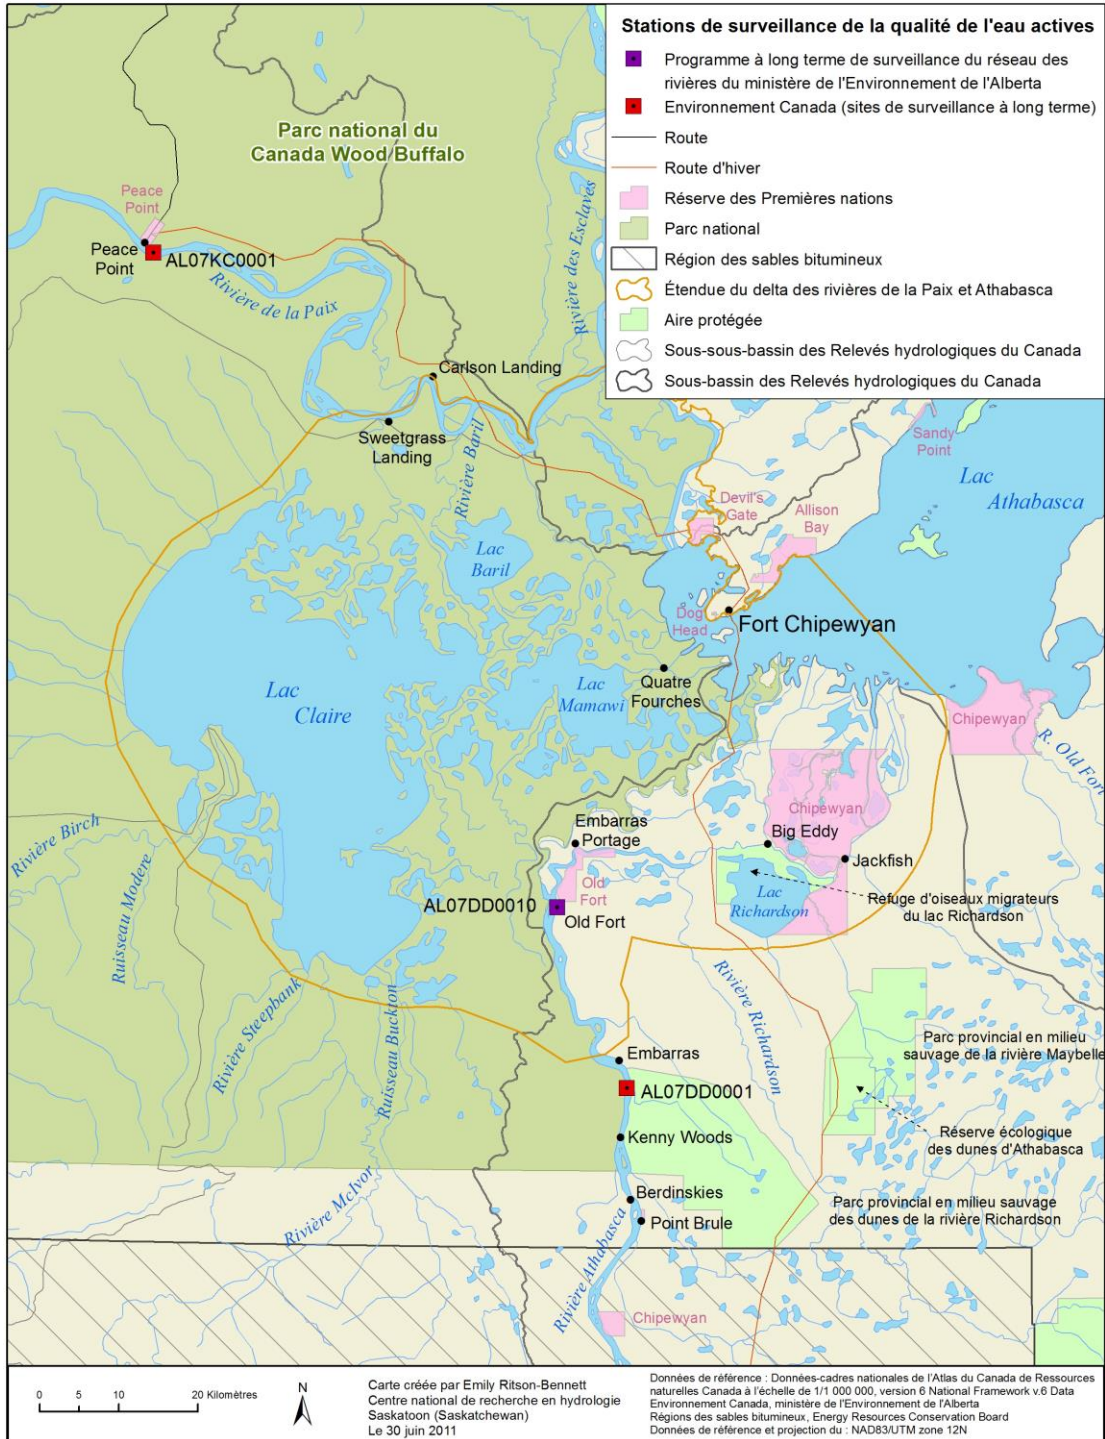 Stations de surveillance de la qualité de l'eau actives
Programme à long terme de surveillance du réseau des
rivières du ministère de l'Environnement de l'Alberta
Environnement Canada (sites de surveillance à long terme)
Route
Route d'hiver
Réserve des Premières nations
Parc national
Région des sables bitumineux
Étendue du delta des rivières de la Paix et Athabasca
Aire protégée
Sous-sous-bassin des Relevés hydrologiques du Canada
Sous-bassin des Relevés hydrologiques du Canada
Parc national du
Canada Wood Buffalo
Peace
Point
Peace
Point
AL07KC0001
Rivière de la Paix
Rivière des Esclaves
Carlson Landing
Sweetgrass
Landing
Rivière Baril
Sandy
Point
Lac
Athabasca
Devil's
Gate
Allison
Bay
Lac
Baril
Dog
Head
Fort Chipewyan
Lac
Claire
Lac
Mamawi
Quatre
Fourches
Chipewyan
R. Old Fort
Chipewyan
Embarras
Portage
Big Eddy
Jackfish
Rivière Birch
Ruisseau Modere
Old
Fort
Lac
Richardson
Refuge d'oiseaux migrateurs
du lac Richardson
AL07DD0010
Old Fort
Rivière Steepbank
Ruisseau Buckton
Rivière Richardson
Parc provincial en milieu
sauvage de la rivière Maybelle
Embarras
AL07DD0001
Kenny Woods
Réserve écologique
des dunes d'Athabasca
Berdinskies
Point Brule
Parc provincial en milieu sauvage
des dunes de la rivière Richardson
Rivière McIvor
Rivière Athabasca
Chipewyan
0 5 10 20 Kilomètres
N
Carte créée par Emily Ritson-Bennett
Centre national de recherche en hydrologie
Saskatoon (Saskatchewan)
Le 30 juin 2011
Données de référence : Données-cadres nationales de l'Atlas du Canada de Ressources
naturelles Canada à l'échelle de 1/1 000 000, version 6 National Framework v.6 Data
Environment Canada, ministère de l'Environnement de l'Alberta
Régions des sables bitumineux, Energy Resources Conservation Board
Données de référence et projection du : NAD83/UTM zone 12N